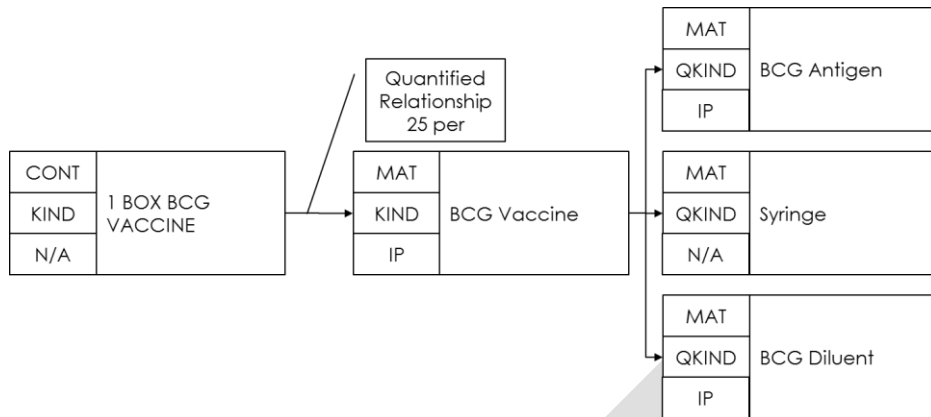 Quantified
Relationship
25 per
CONT
KIND
N/A
1 BOX BCG
VACCINE
MAT
KIND
IP
BCG Vaccine
MAT
QKIND
IP
BCG Antigen
MAT
QKIND
N/A
Syringe
MAT
QKIND
IP
BCG Diluent